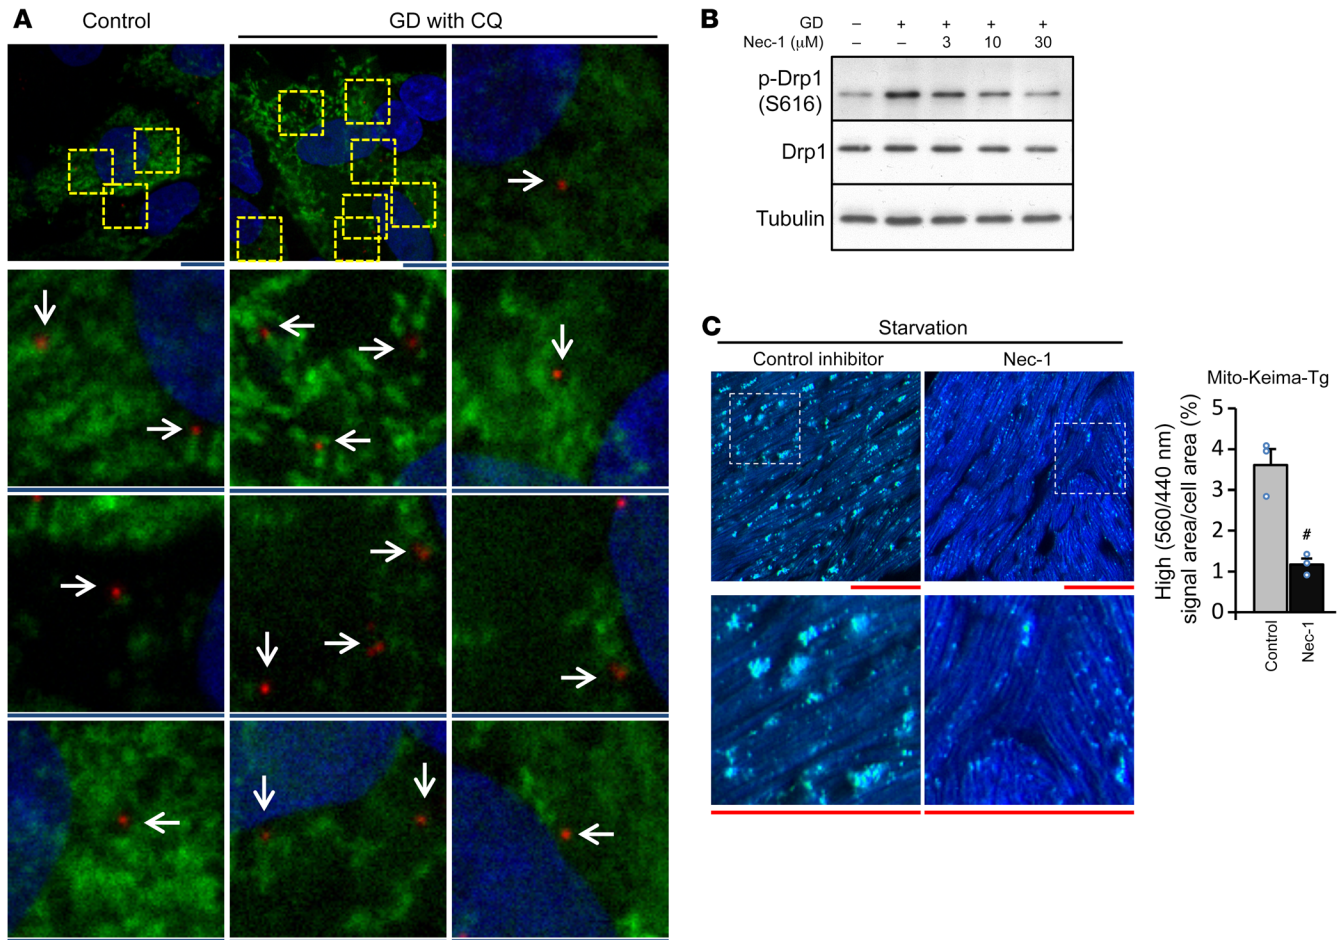 A
Control
GD with CQ
B
GD – + + + +
Nec-1 (μM) – – 3 10 30
p-Drp1
(S616)
Drp1
Tubulin
C
Starvation
Control inhibitor
Nec-1
Mito-Keima-Tg
High (560/440 nm)
signal area/cell area (%)
5
4
3
2
1
0
#
Control
Nec-1